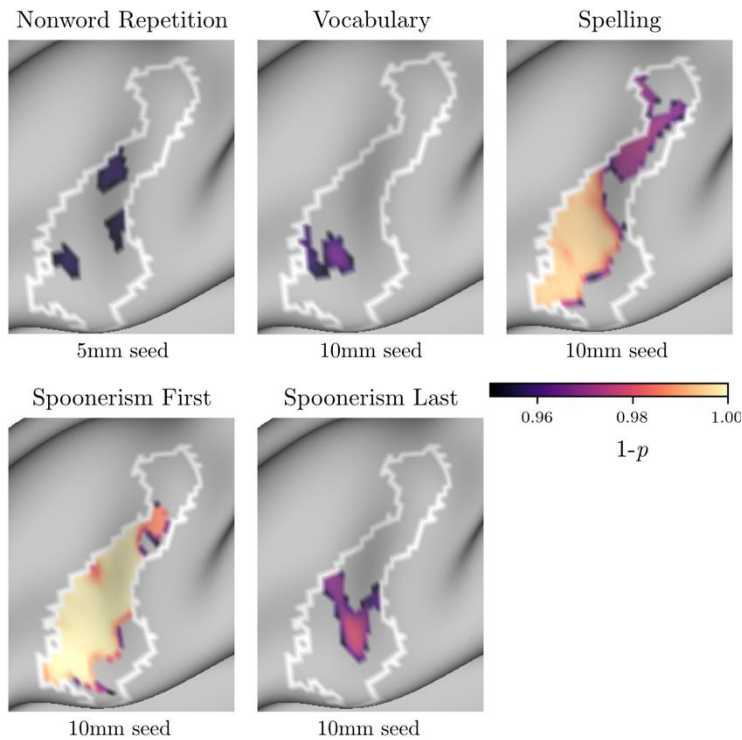 Nonword Repetition
Vocabulary
Spelling
5mm seed
10mm seed
10mm seed
Spoonerism First
Spoonerism Last
0.96
0.98
1.00
1-p
10mm seed
10mm seed